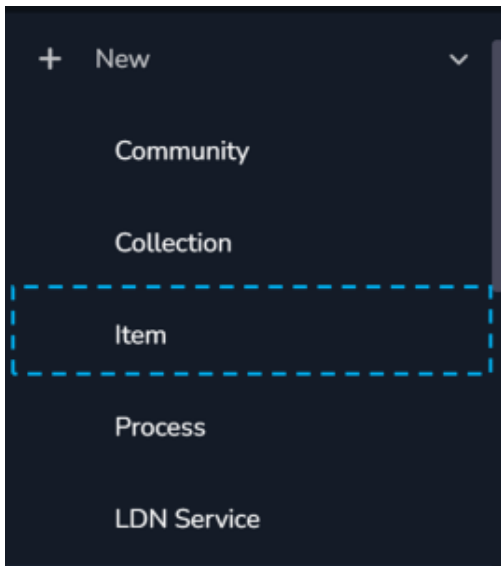 New
Community
Collection
Item
Process
LDN Service